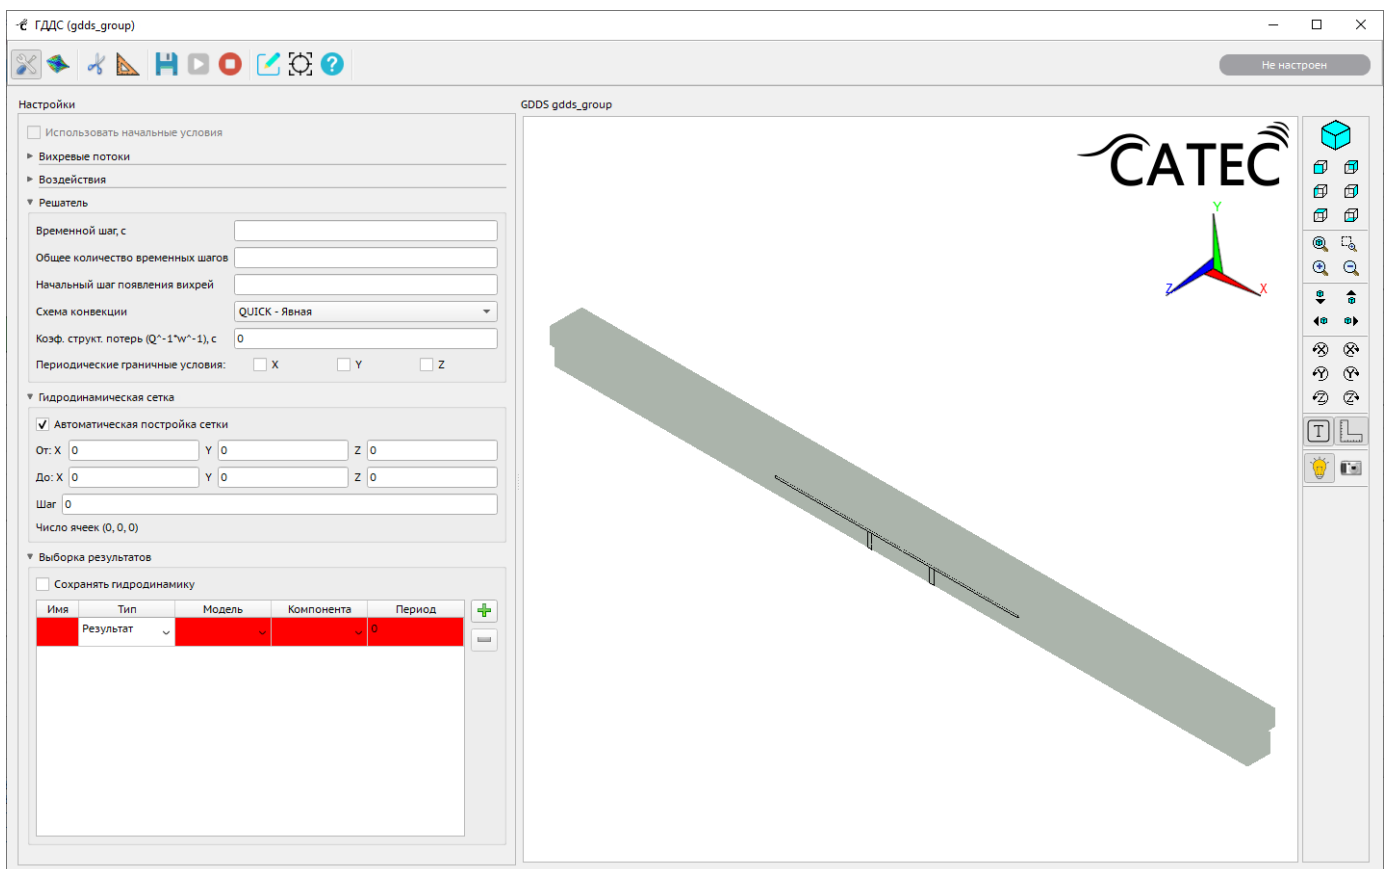 ГДДС (gdds_group)
Не настроен
Настройки
Использовать начальные условия
Вихревые потоки
Воздействия
Решатель
Временной шаг, с
Общее количество временных шагов
Начальный шаг появления вихрей
Схема конвекции QUICK - Явная
Коэф. структ. потерь (Q^-1*w^-1), с 0
Периодические граничные условия: X Y Z
Гидродинамическая сетка
Автоматическая постройка сетки
От: X 0 Y 0 Z 0
До: X 0 Y 0 Z 0
Шаг 0
Число ячеек (0, 0, 0)
Выборка результатов
Сохранять гидродинамику
Имя Тип Модель Компонента Период
Результат 0
GDDS gdds_group
CATEC
Y
Z X
X X
Y Y
Z Z
T